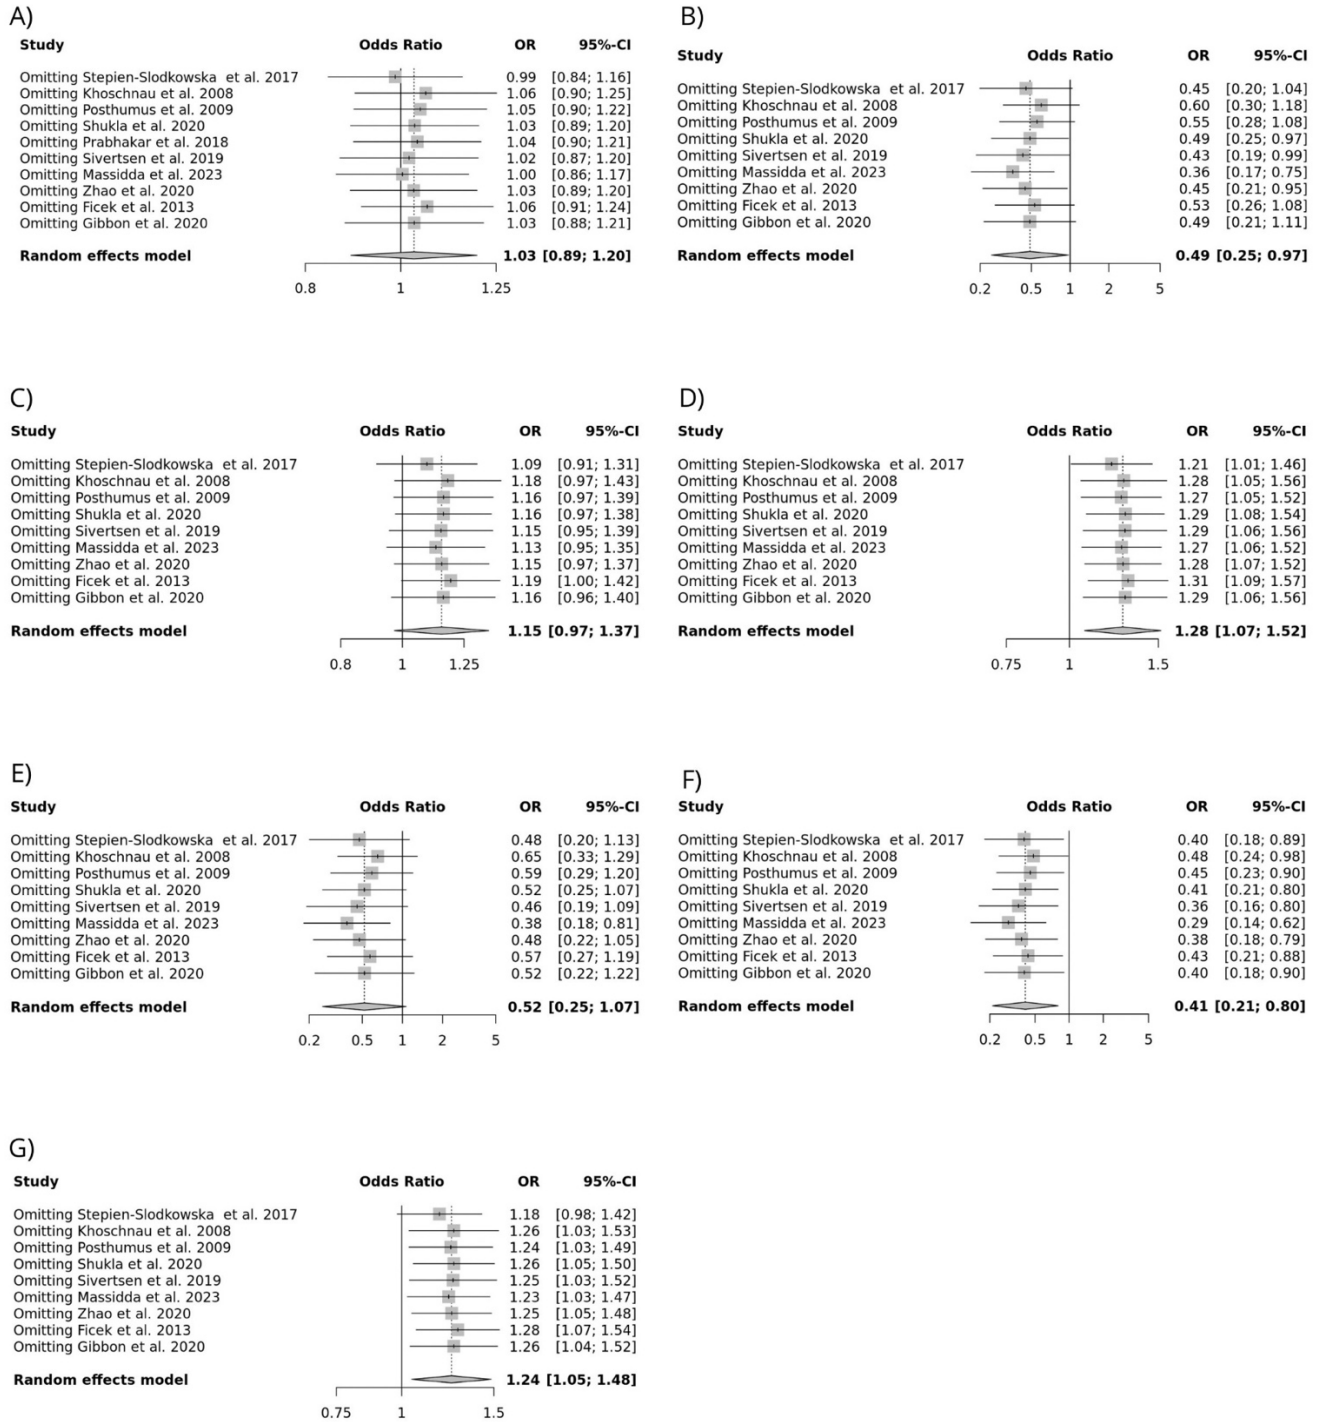 A)
Study Odds Ratio OR 95%-CI
Omitting Stepien-Slodkowska et al. 2017 0.99 [0.84; 1.16]
Omitting Khoschnau et al. 2008 1.06 [0.90; 1.25]
Omitting Posthumus et al. 2009 1.05 [0.90; 1.22]
Omitting Shukla et al. 2020 1.03 [0.89; 1.20]
Omitting Prabhakar et al. 2018 1.04 [0.90; 1.21]
Omitting Sivertsen et al. 2019 1.02 [0.87; 1.20]
Omitting Massidda et al. 2023 1.00 [0.86; 1.17]
Omitting Zhao et al. 2020 1.03 [0.89; 1.20]
Omitting Ficek et al. 2013 1.06 [0.91; 1.24]
Omitting Gibbon et al. 2020 1.03 [0.88; 1.21]
Random effects model 1.03 [0.89; 1.20]
0.8 1 1.25
B)
Study Odds Ratio OR 95%-CI
Omitting Stepien-Slodkowska et al. 2017 0.45 [0.20; 1.04]
Omitting Khoschnau et al. 2008 0.60 [0.30; 1.18]
Omitting Posthumus et al. 2009 0.55 [0.28; 1.08]
Omitting Shukla et al. 2020 0.49 [0.25; 0.97]
Omitting Sivertsen et al. 2019 0.43 [0.19; 0.99]
Omitting Massidda et al. 2023 0.36 [0.17; 0.75]
Omitting Zhao et al. 2020 0.45 [0.21; 0.95]
Omitting Ficek et al. 2013 0.53 [0.26; 1.08]
Omitting Gibbon et al. 2020 0.49 [0.21; 1.11]
Random effects model 0.49 [0.25; 0.97]
0.2 0.5 1 2 5
C)
Study Odds Ratio OR 95%-CI
Omitting Stepien-Slodkowska et al. 2017 1.09 [0.91; 1.31]
Omitting Khoschnau et al. 2008 1.18 [0.97; 1.43]
Omitting Posthumus et al. 2009 1.16 [0.97; 1.39]
Omitting Shukla et al. 2020 1.16 [0.97; 1.38]
Omitting Sivertsen et al. 2019 1.15 [0.95; 1.39]
Omitting Massidda et al. 2023 1.13 [0.95; 1.35]
Omitting Zhao et al. 2020 1.15 [0.97; 1.37]
Omitting Ficek et al. 2013 1.19 [1.00; 1.42]
Omitting Gibbon et al. 2020 1.16 [0.96; 1.40]
Random effects model 1.15 [0.97; 1.37]
0.8 1 1.25
D)
Study Odds Ratio OR 95%-CI
Omitting Stepien-Slodkowska et al. 2017 1.21 [1.01; 1.46]
Omitting Khoschnau et al. 2008 1.28 [1.05; 1.56]
Omitting Posthumus et al. 2009 1.27 [1.05; 1.52]
Omitting Shukla et al. 2020 1.29 [1.08; 1.54]
Omitting Sivertsen et al. 2019 1.29 [1.06; 1.56]
Omitting Massidda et al. 2023 1.27 [1.06; 1.52]
Omitting Zhao et al. 2020 1.28 [1.07; 1.52]
Omitting Ficek et al. 2013 1.31 [1.09; 1.57]
Omitting Gibbon et al. 2020 1.29 [1.06; 1.56]
Random effects model 1.28 [1.07; 1.52]
0.75 1 1.5
E)
Study Odds Ratio OR 95%-CI
Omitting Stepien-Slodkowska et al. 2017 0.48 [0.20; 1.13]
Omitting Khoschnau et al. 2008 0.65 [0.33; 1.29]
Omitting Posthumus et al. 2009 0.59 [0.29; 1.20]
Omitting Shukla et al. 2020 0.52 [0.25; 1.07]
Omitting Sivertsen et al. 2019 0.46 [0.19; 1.09]
Omitting Massidda et al. 2023 0.38 [0.18; 0.81]
Omitting Zhao et al. 2020 0.48 [0.22; 1.05]
Omitting Ficek et al. 2013 0.57 [0.27; 1.19]
Omitting Gibbon et al. 2020 0.52 [0.22; 1.22]
Random effects model 0.52 [0.25; 1.07]
0.2 0.5 1 2 5
F)
Study Odds Ratio OR 95%-CI
Omitting Stepien-Slodkowska et al. 2017 0.40 [0.18; 0.89]
Omitting Khoschnau et al. 2008 0.48 [0.24; 0.98]
Omitting Posthumus et al. 2009 0.45 [0.23; 0.90]
Omitting Shukla et al. 2020 0.41 [0.21; 0.80]
Omitting Sivertsen et al. 2019 0.36 [0.16; 0.80]
Omitting Massidda et al. 2023 0.29 [0.14; 0.62]
Omitting Zhao et al. 2020 0.38 [0.18; 0.79]
Omitting Ficek et al. 2013 0.43 [0.21; 0.88]
Omitting Gibbon et al. 2020 0.40 [0.18; 0.90]
Random effects model 0.41 [0.21; 0.80]
0.2 0.5 1 2 5
G)
Study Odds Ratio OR 95%-CI
Omitting Stepien-Slodkowska et al. 2017 1.18 [0.98; 1.42]
Omitting Khoschnau et al. 2008 1.26 [1.03; 1.53]
Omitting Posthumus et al. 2009 1.24 [1.03; 1.49]
Omitting Shukla et al. 2020 1.26 [1.05; 1.50]
Omitting Sivertsen et al. 2019 1.25 [1.03; 1.52]
Omitting Massidda et al. 2023 1.23 [1.03; 1.47]
Omitting Zhao et al. 2020 1.25 [1.05; 1.48]
Omitting Ficek et al. 2013 1.28 [1.07; 1.54]
Omitting Gibbon et al. 2020 1.26 [1.04; 1.52]
Random effects model 1.24 [1.05; 1.48]
0.75 1 1.5